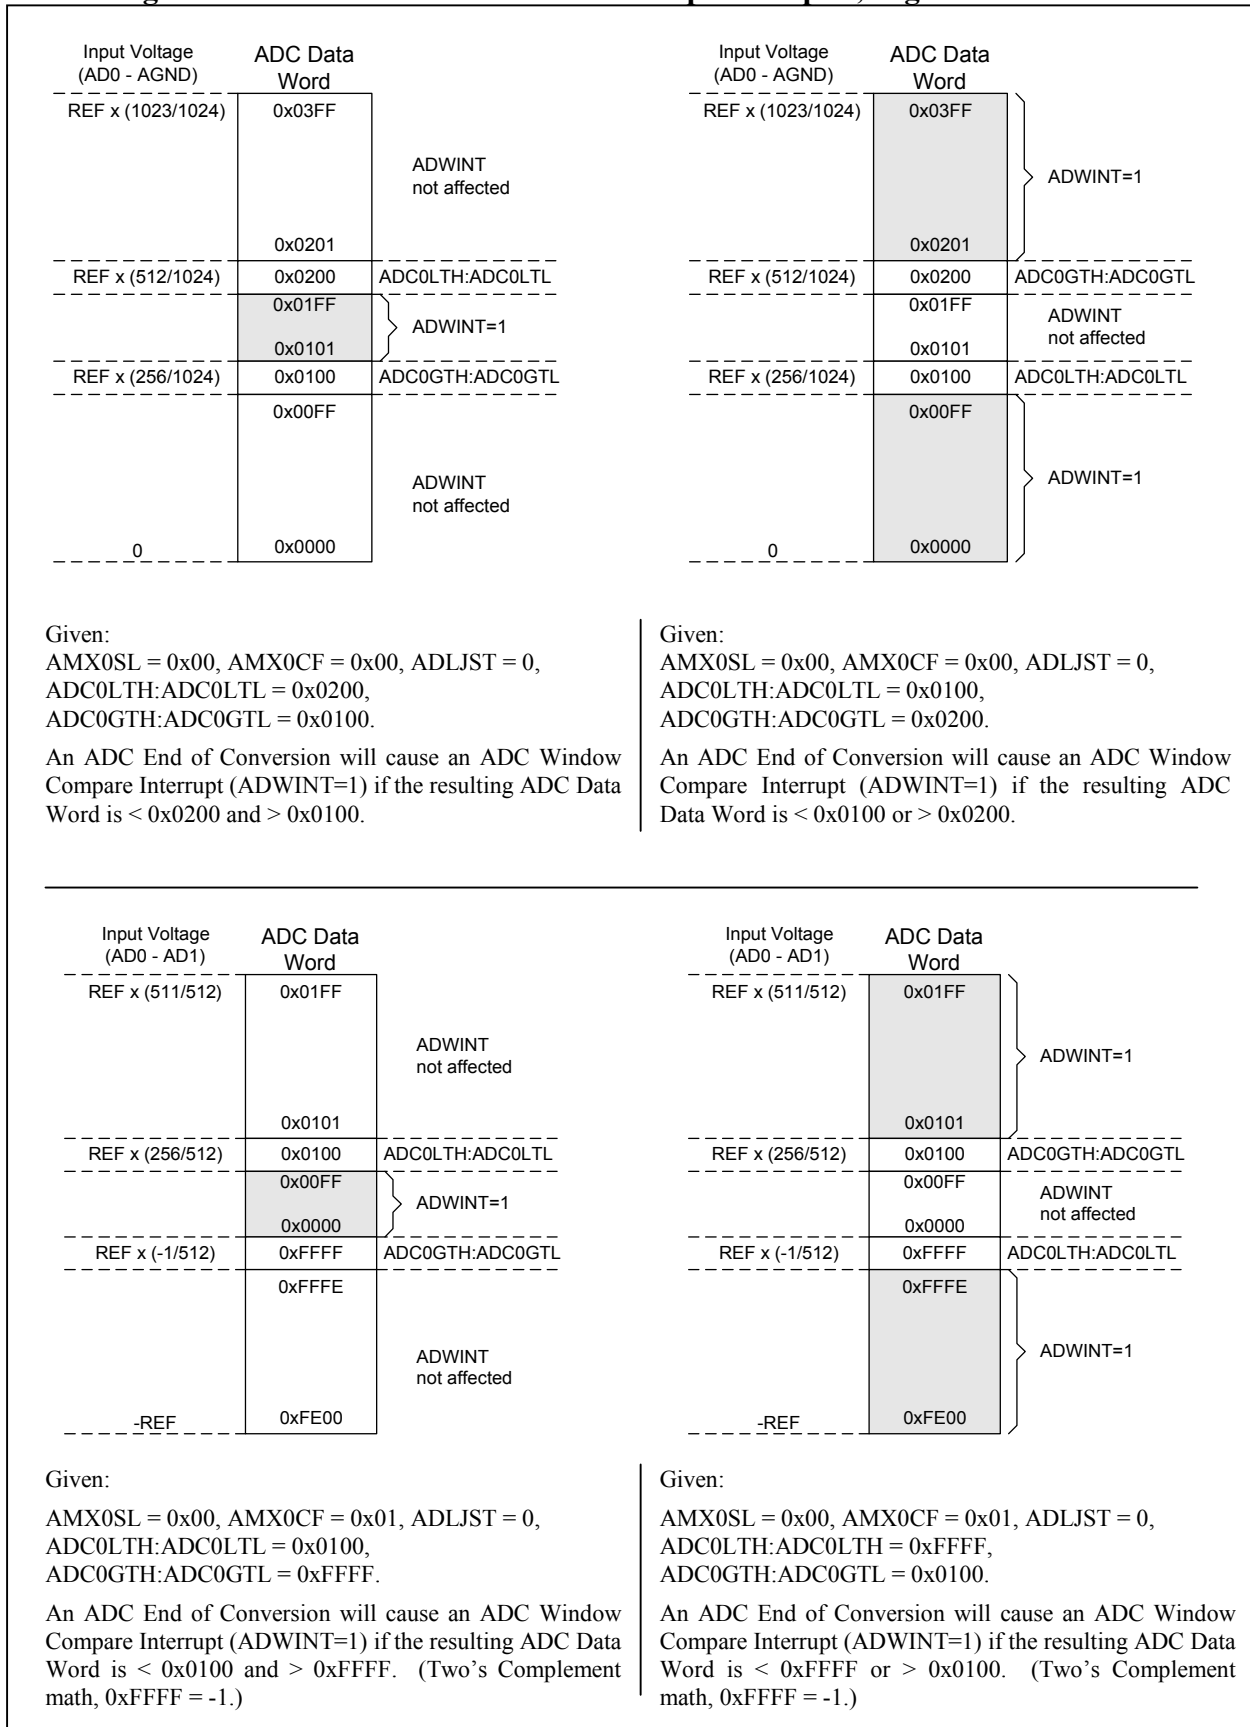 Input Voltage
(AD0 - AGND)
ADC Data
Word
REF x (1023/1024)
0x03FF
ADWINT
not affected
0x0201
REF x (512/1024)
0x0200
ADC0LTH:ADC0LTL
0x01FF
ADWINT=1
0x0101
REF x (256/1024)
0x0100
ADC0GTH:ADC0GTL
0x00FF
ADWINT
not affected
0
0x0000
Given:
AMX0SL = 0x00, AMX0CF = 0x00, ADLJST = 0,
ADC0LTH:ADC0LTL = 0x0200,
ADC0GTH:ADC0GTL = 0x0100.
An ADC End of Conversion will cause an ADC Window
Compare Interrupt (ADWINT=1) if the resulting ADC Data
Word is < 0x0200 and > 0x0100.
Input Voltage
(AD0 - AGND)
ADC Data
Word
REF x (1023/1024)
0x03FF
ADWINT=1
0x0201
REF x (512/1024)
0x0200
ADC0GTH:ADC0GTL
0x01FF
ADWINT
not affected
0x0101
REF x (256/1024)
0x0100
ADC0LTH:ADC0LTL
0x00FF
ADWINT=1
0
0x0000
Given:
AMX0SL = 0x00, AMX0CF = 0x00, ADLJST = 0,
ADC0LTH:ADC0LTL = 0x0100,
ADC0GTH:ADC0GTL = 0x0200.
An ADC End of Conversion will cause an ADC Window
Compare Interrupt (ADWINT=1) if the resulting ADC
Data Word is < 0x0100 or > 0x0200.
Input Voltage
(AD0 - AD1)
ADC Data
Word
REF x (511/512)
0x01FF
ADWINT
not affected
0x0101
REF x (256/512)
0x0100
ADC0LTH:ADC0LTL
0x00FF
ADWINT=1
0x0000
REF x (-1/512)
0xFFFF
ADC0GTH:ADC0GTL
0xFFFE
ADWINT
not affected
-REF
0xFE00
Given:
AMX0SL = 0x00, AMX0CF = 0x01, ADLJST = 0,
ADC0LTH:ADC0LTL = 0x0100,
ADC0GTH:ADC0GTL = 0xFFFF.
An ADC End of Conversion will cause an ADC Window
Compare Interrupt (ADWINT=1) if the resulting ADC Data
Word is < 0x0100 and > 0xFFFF. (Two's Complement
math, 0xFFFF = -1.)
Input Voltage
(AD0 - AD1)
ADC Data
Word
REF x (511/512)
0x01FF
ADWINT=1
0x0101
REF x (256/512)
0x0100
ADC0GTH:ADC0GTL
0x00FF
ADWINT
not affected
0x0000
REF x (-1/512)
0xFFFF
ADC0LTH:ADC0LTL
0xFFFE
ADWINT=1
-REF
0xFE00
Given:
AMX0SL = 0x00, AMX0CF = 0x01, ADLJST = 0,
ADC0LTH:ADC0LTH = 0xFFFF,
ADC0GTH:ADC0GTL = 0x0100.
An ADC End of Conversion will cause an ADC Window
Compare Interrupt (ADWINT=1) if the resulting ADC Data
Word is < 0xFFFF or > 0x0100. (Two's Complement
math, 0xFFFF = -1.)